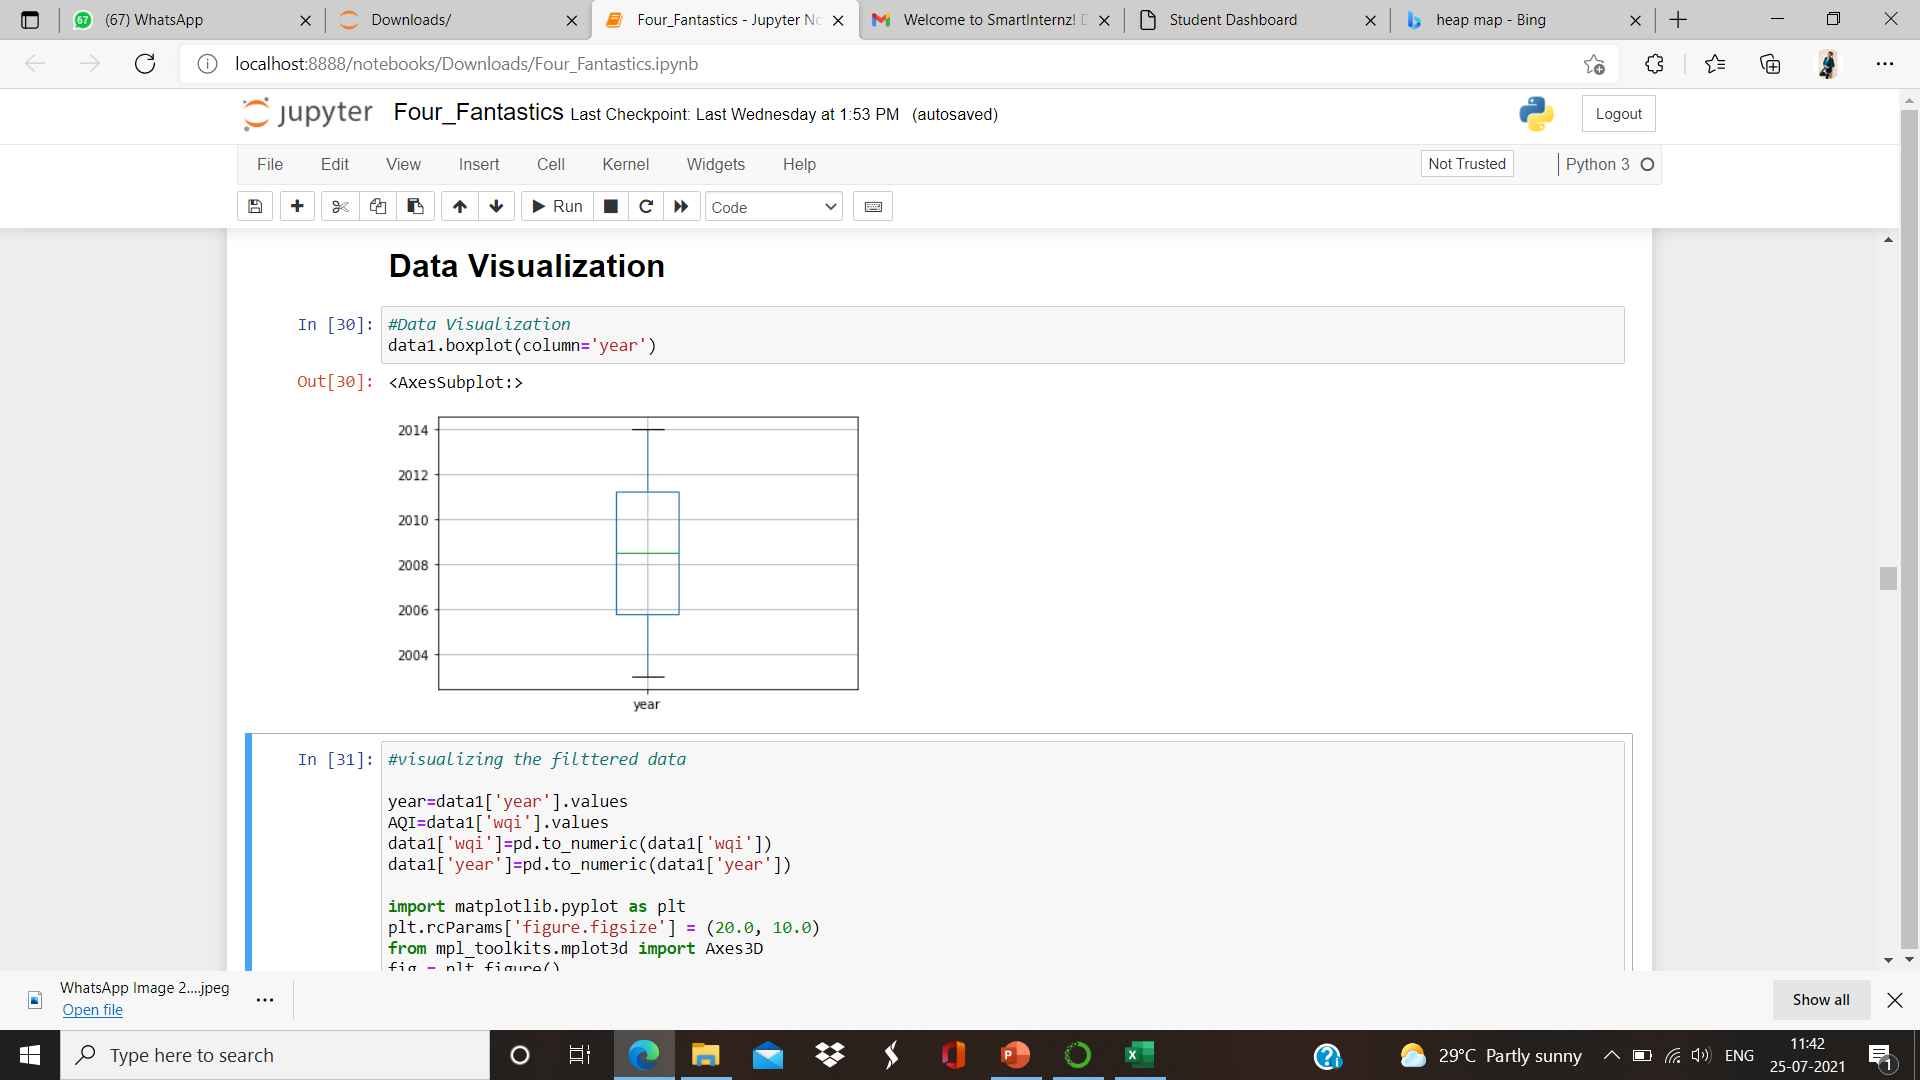 (67) WhatsApp
Downloads/
Four_Fantastics - Jupyter No
Welcome to SmartInternz!
Student Dashboard
heap map - Bing
localhost:8888/notebooks/Downloads/Four_Fantastics.ipynb
jupyter Four_Fantastics Last Checkpoint: Last Wednesday at 1:53 PM (autosaved)
Logout
File Edit View Insert Cell Kernel Widgets Help
Not Trusted
Python 3
Run
Code
Data Visualization
In [30]: #Data Visualization
data1.boxplot(column='year')
Out[30]: <AxesSubplot:>
2014
2012
2010
2008
2006
2004
year
In [31]: #visualizing the filttered data
year=data1['year'].values
AQI=data1['wqi'].values
data1['wqi']=pd.to_numeric(data1['wqi'])
data1['year']=pd.to_numeric(data1['year'])
import matplotlib.pyplot as plt
plt.rcParams['figure.figsize'] = (20.0, 10.0)
from mpl_toolkits.mplot3d import Axes3D
fig = plt.figure()
WhatsApp Image 2....jpeg
Open file
Show all
Type here to search
29°C Partly sunny
ENG
11:42
25-07-2021
1